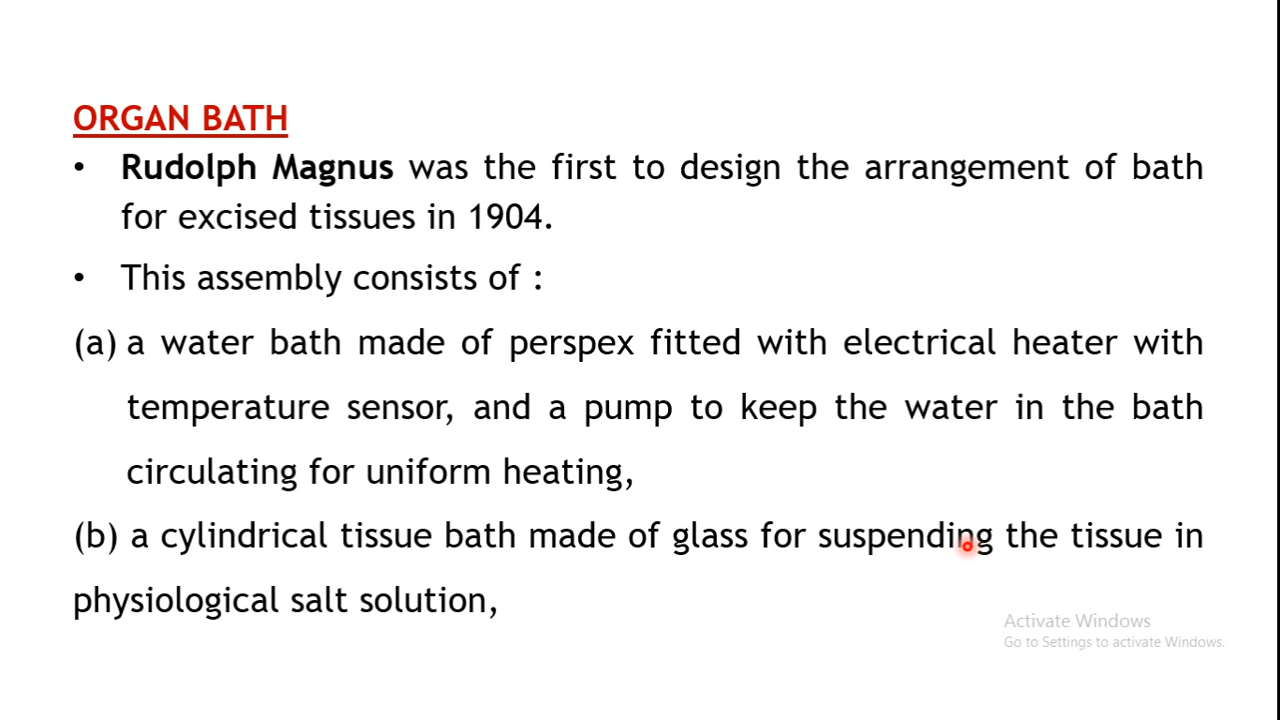 ORGAN BATH
• Rudolph Magnus was the first to design the arrangement of bath
for excised tissues in 1904.
• This assembly consists of :
(a) a water bath made of perspex fitted with electrical heater with
temperature sensor, and a pump to keep the water in the bath
circulating for uniform heating,
(b) a cylindrical tissue bath made of glass for suspending the tissue in
physiological salt solution,
Activate Windows
Go to Settings to activate Windows.